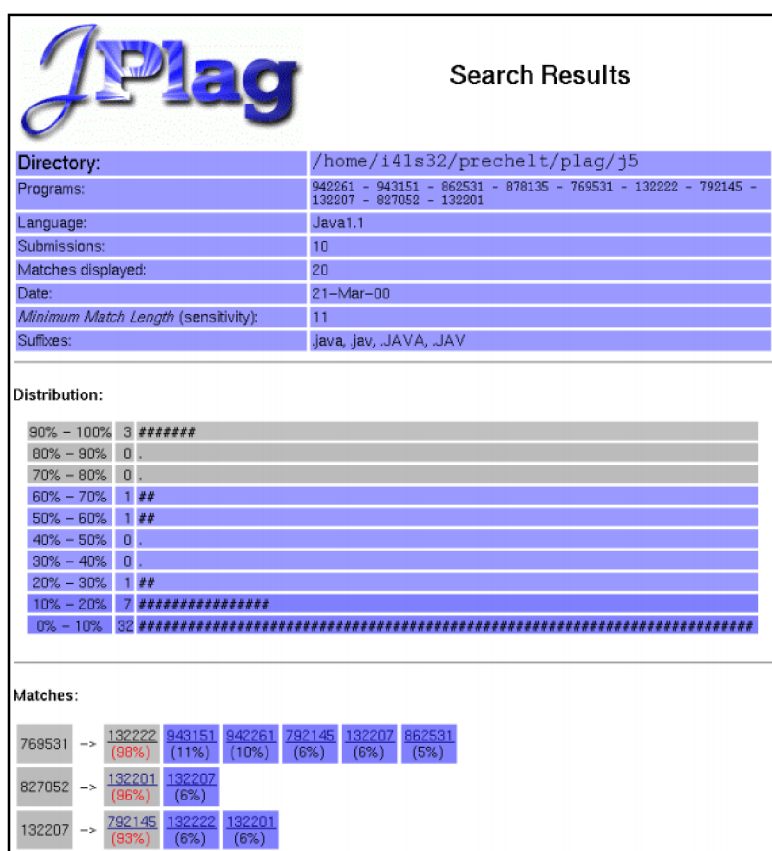 JPlag
Search Results
Directory: /home/i41s32/prechelt/plag/j5
Programs: 942261 - 943151 - 862531 - 878135 - 769531 - 132222 - 792145 -
132207 - 827052 - 132201
Language: Java1.1
Submissions: 10
Matches displayed: 20
Date: 21-Mar-00
Minimum Match Length (sensitivity): 11
Suffixes: .java, .jav, .JAVA, .JAV
Distribution:
90% - 100% 3 #######
80% - 90% 0 .
70% - 80% 0 .
60% - 70% 1 ##
50% - 60% 1 ##
40% - 50% 0 .
30% - 40% 0 .
20% - 30% 1 ##
10% - 20% 7 ################
0% - 10% 32 ###########################################################################
Matches:
769531 -> 132222 943151 942261 792145 132207 862531
(98%) (11%) (10%) (6%) (6%) (5%)
827052 -> 132201 132207
(96%) (6%)
132207 -> 792145 132222 132201
(93%) (6%) (6%)